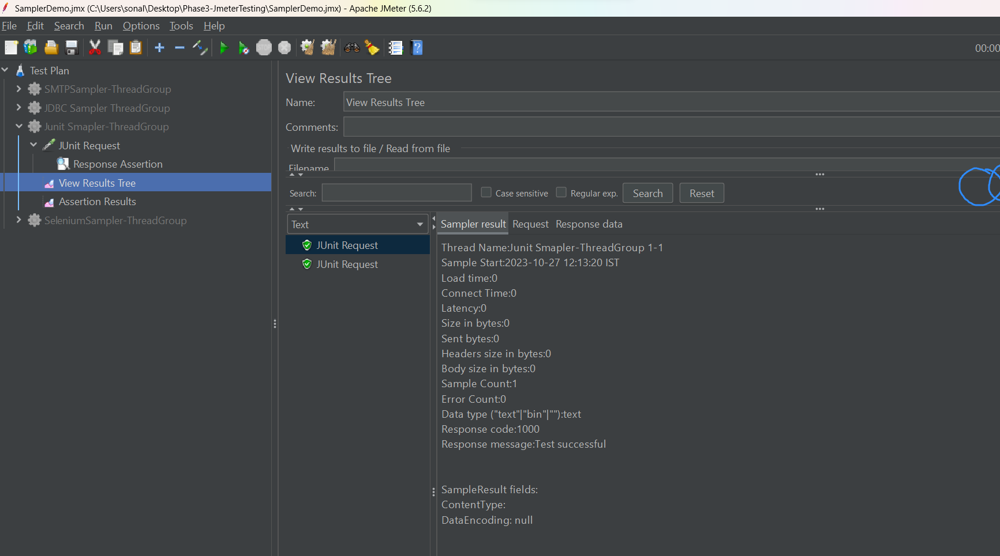 SamplerDemo.jmx (C:\Users\sonal\Desktop\Phase3-JmeterTesting\SamplerDemo.jmx) - Apache JMeter (5.6.2)
File Edit Search Run Options Tools Help
STOP
00:00
Test Plan
SMTPSampler-ThreadGroup
JDBC Sampler ThreadGroup
Junit Smapler-ThreadGroup
JUnit Request
Response Assertion
View Results Tree
Assertion Results
SeleniumSampler-ThreadGroup
View Results Tree
Name: View Results Tree
Comments:
Write results to file / Read from file
Filename
Search: Case sensitive Regular exp. Search Reset
Text
JUnit Request
JUnit Request
Sampler result Request Response data
Thread Name:Junit Smapler-ThreadGroup 1-1
Sample Start:2023-10-27 12:13:20 IST
Load time:0
Connect Time:0
Latency:0
Size in bytes:0
Sent bytes:0
Headers size in bytes:0
Body size in bytes:0
Sample Count:1
Error Count:0
Data type ("text"|"bin"|""):text
Response code:1000
Response message:Test successful
SampleResult fields:
ContentType:
DataEncoding: null